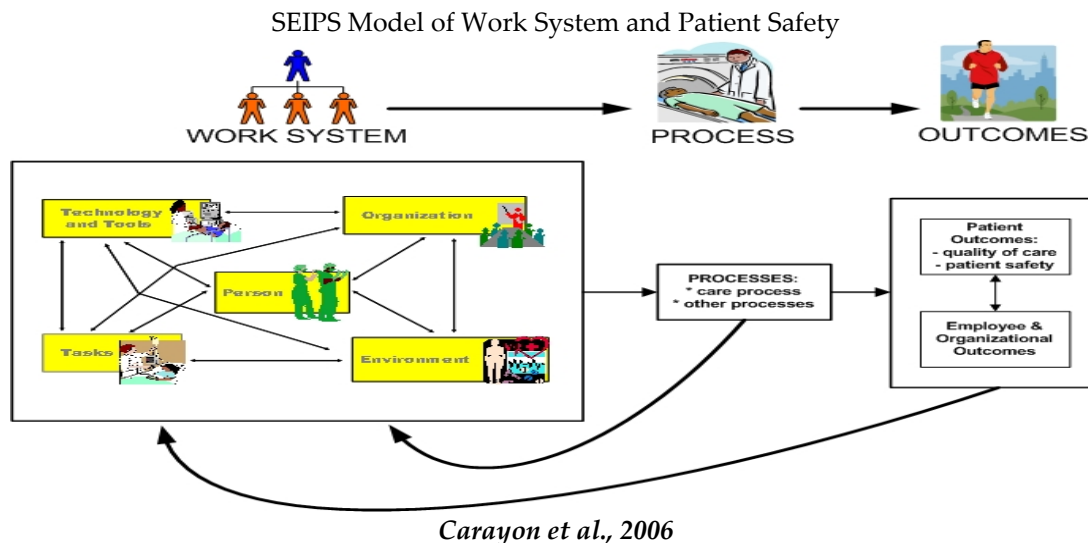 SEIPS Model of Work System and Patient Safety
WORK SYSTEM
PROCESS
OUTCOMES
Technology
and Tools
Organization
Person
Tasks
Environment
PROCESSES:
* care process
* other processes
Patient
Outcomes:
- quality of care
- patient safety
Employee &
Organizational
Outcomes
Carayon et al., 2006